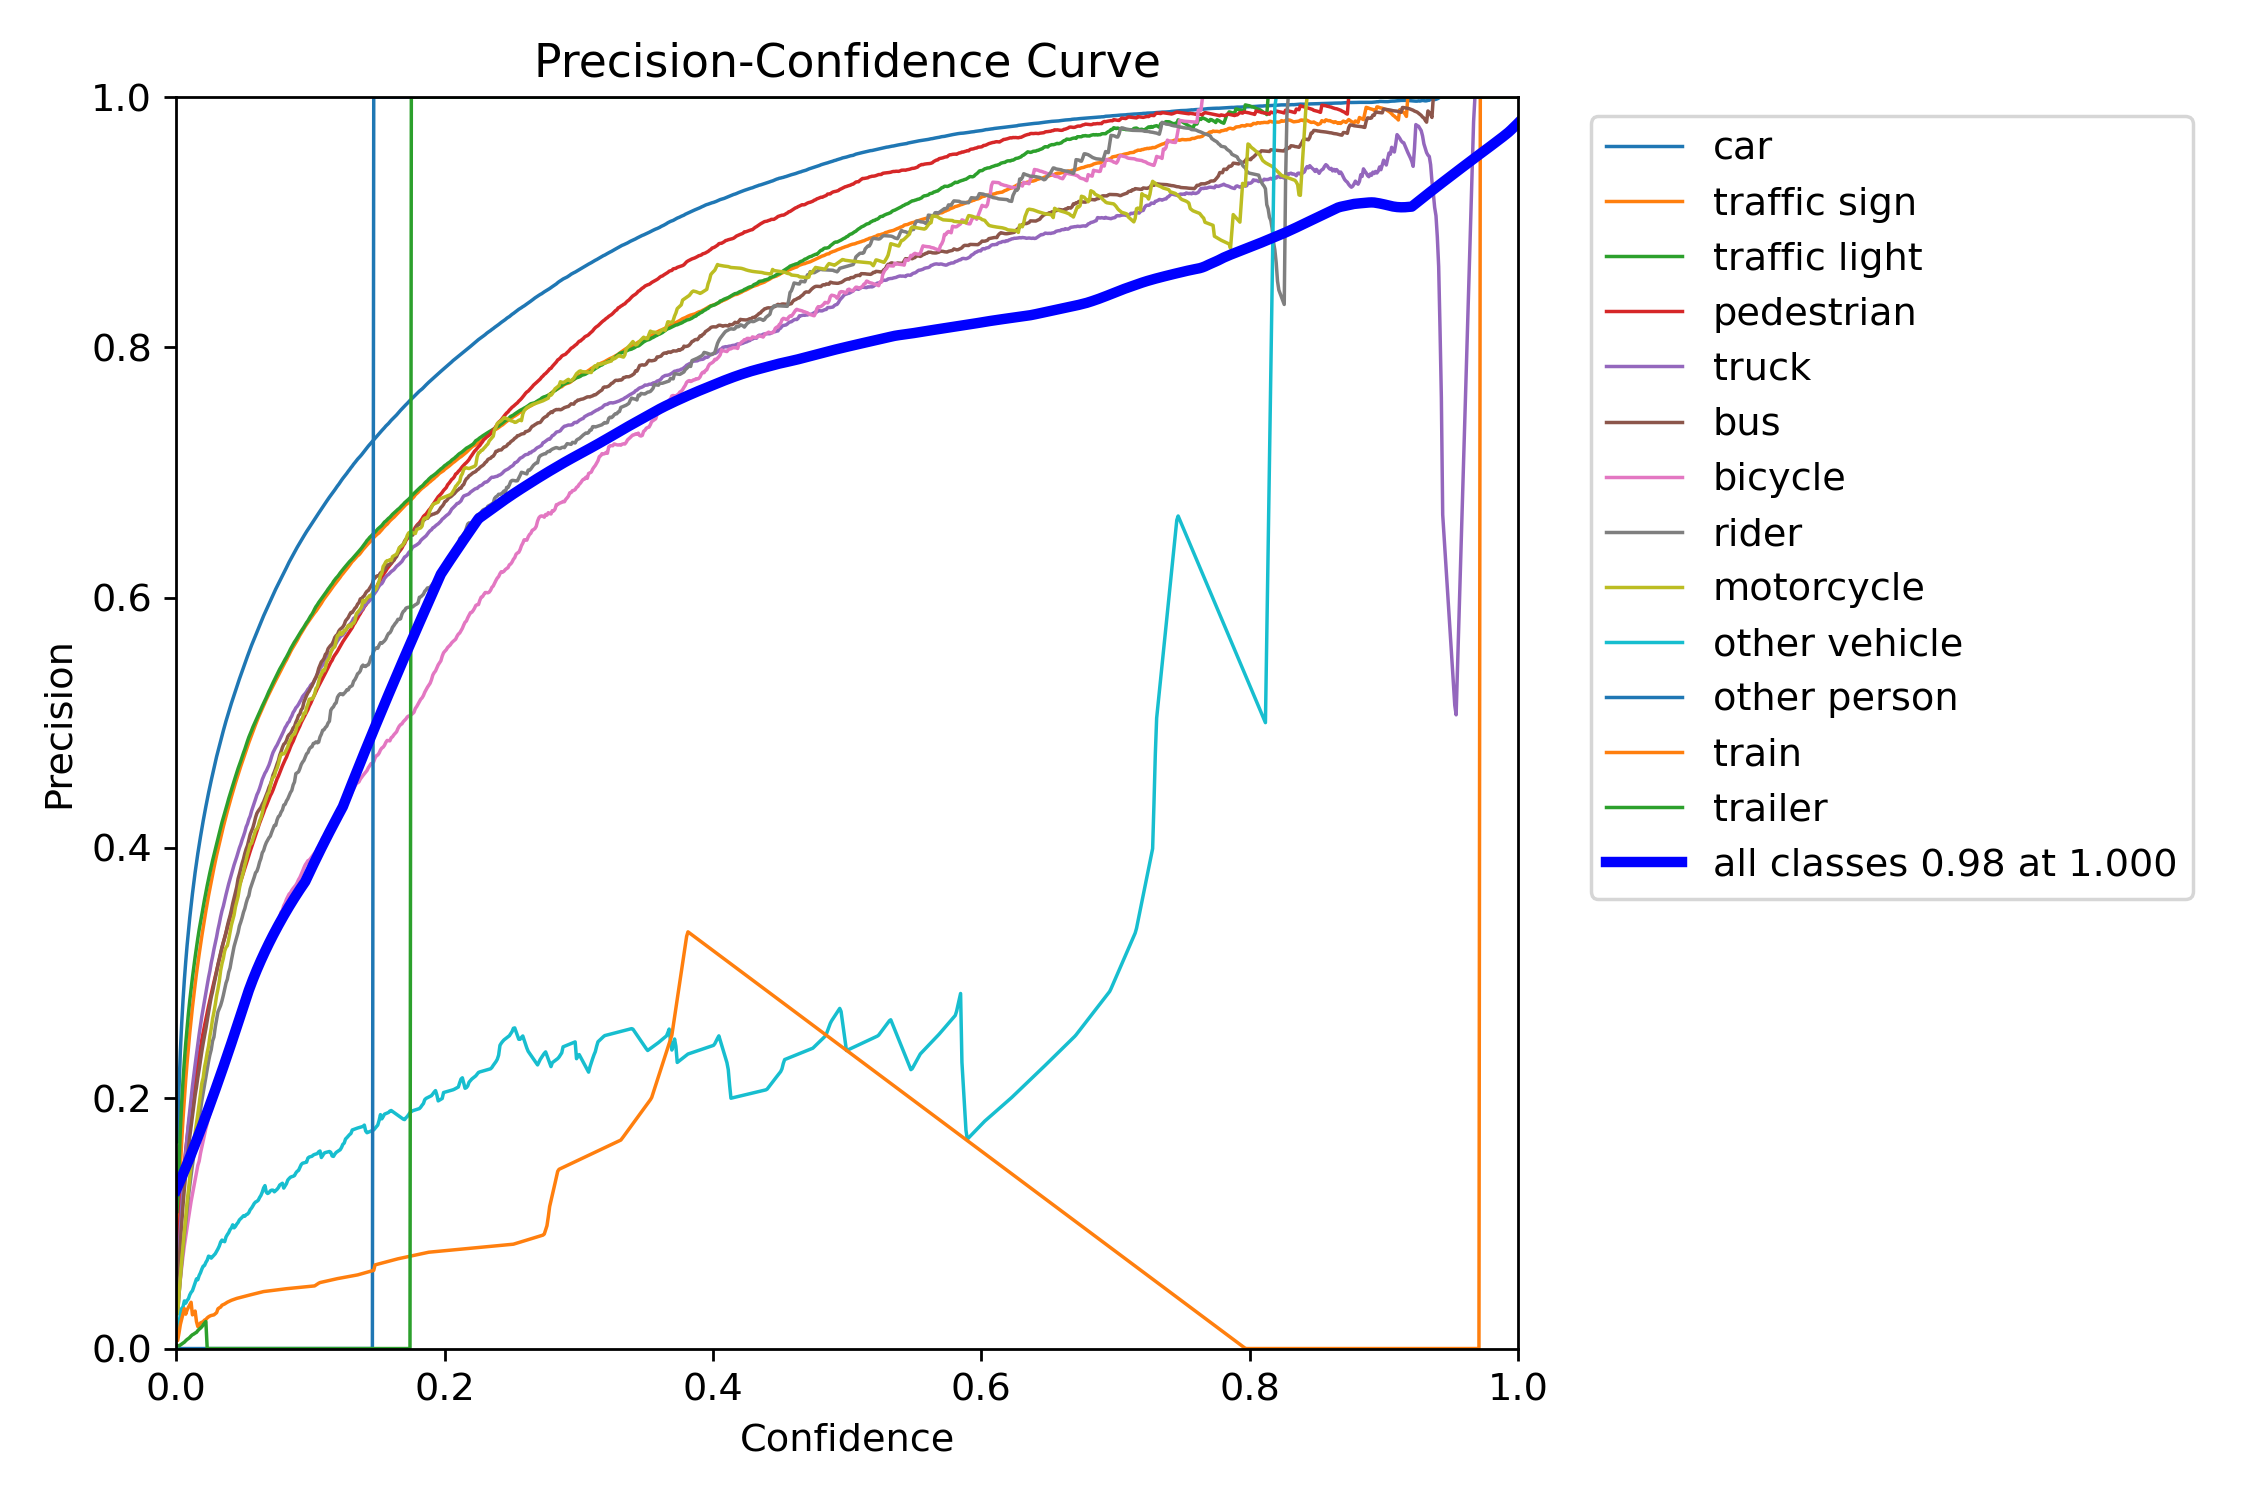 Precision-Confidence Curve
1.0
0.8
0.6
0.4
0.2
0.0
Precision
0.0 0.2 0.4 0.6 0.8 1.0
Confidence
car
traffic sign
traffic light
pedestrian
truck
bus
bicycle
rider
motorcycle
other vehicle
other person
train
trailer
all classes 0.98 at 1.000